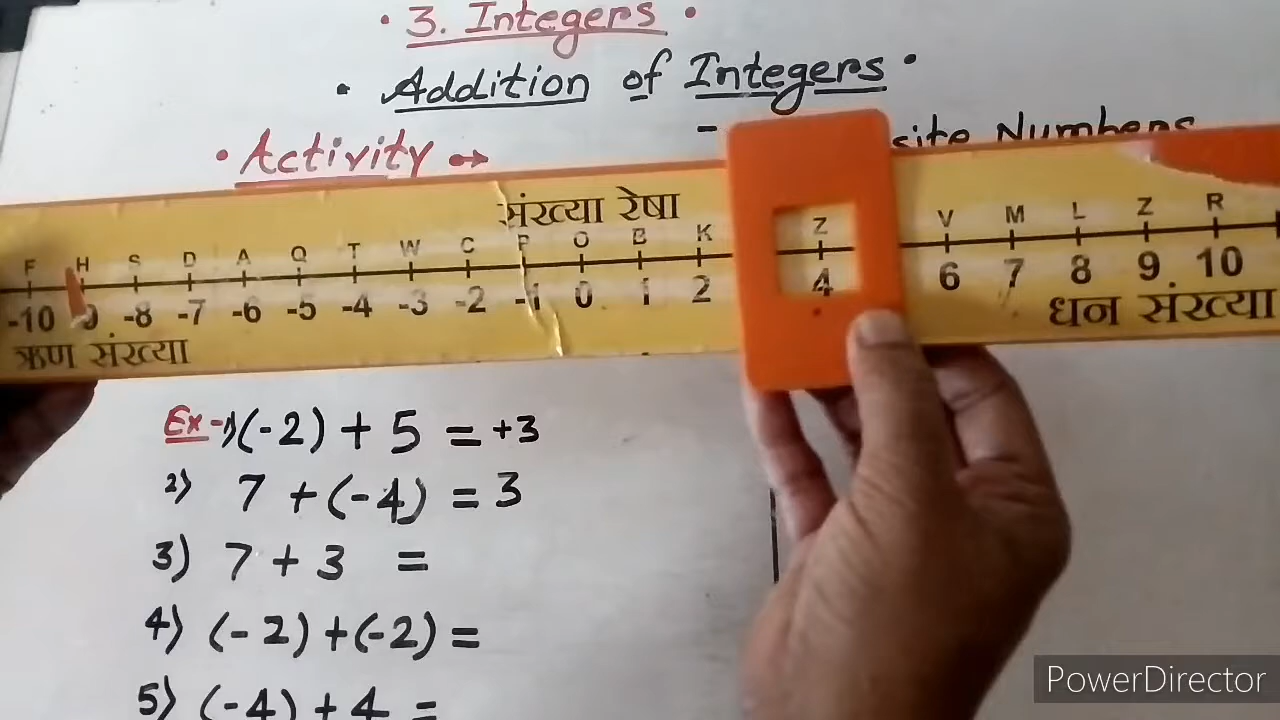 • 3. Integers •
• Addition of Integers •
• Activity →
- Numbers
संख्या रेषा
F H S D A Q T W C P O B K Z V M L Z R
-10 -8 -7 -6 -5 -4 -3 -2 -1 0 1 2 4 6 7 8 9 10
ऋण संख्या
धन संख्या
Ex-1) (-2) + 5 = +3
2) 7 + (-4) = 3
3) 7 + 3 =
4) (-2) + (-2) =
5) (-4) + 4 =
PowerDirector